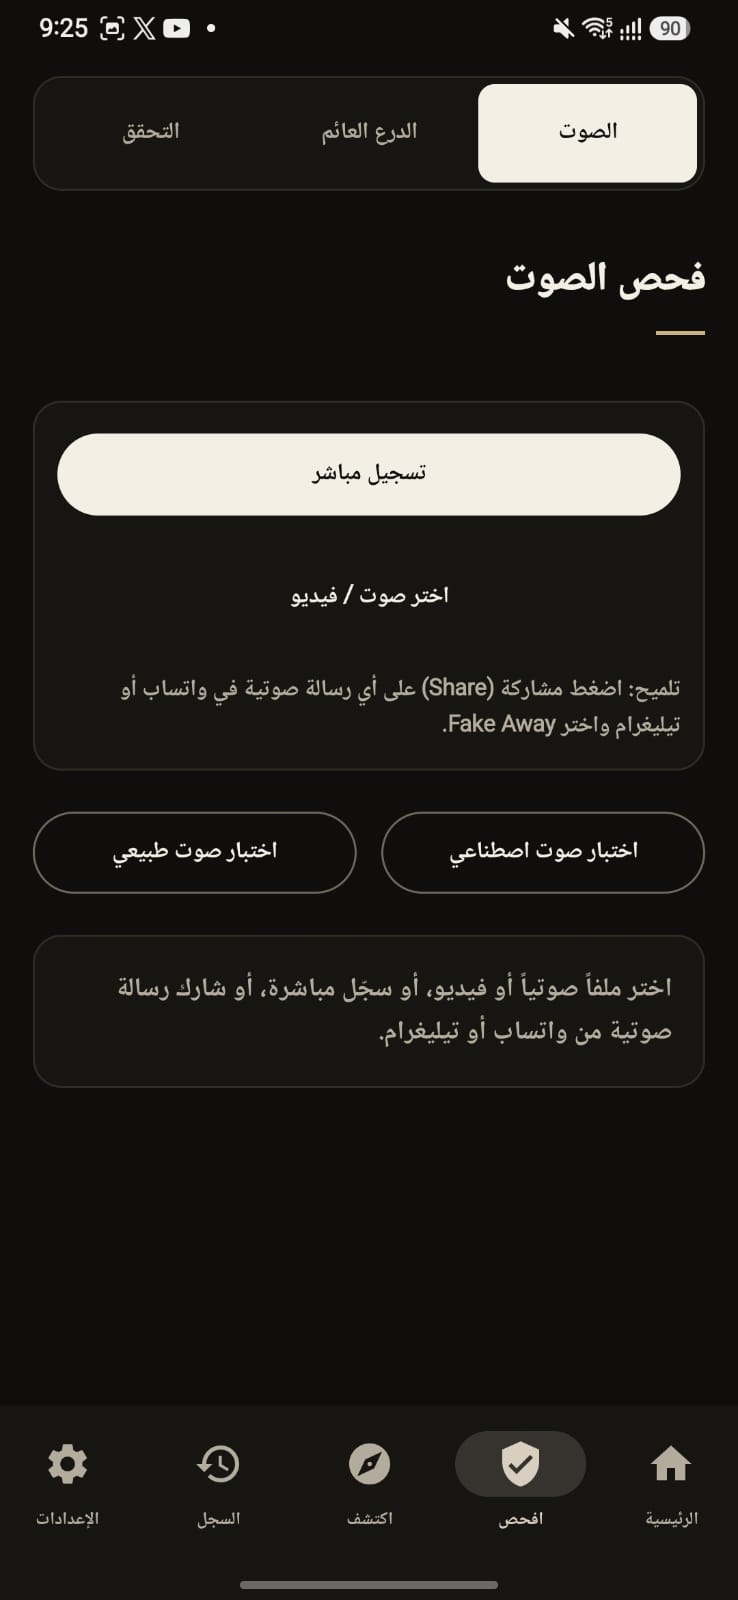 9:25
90
الصوت
الدرع العائم
التحقق
فحص الصوت
تسجيل مباشر
اختر صوت / فيديو
تلميح: اضغط مشاركة (Share) على أي رسالة صوتية في واتساب أو
تيليغرام واختر Fake Away.
اختبار صوت اصطناعي
اختبار صوت طبيعي
اختر ملفاً صوتياً أو فيديو، أو سجّل مباشرة، أو شارك رسالة
صوتية من واتساب أو تيليغرام.
الرئيسية
افحص
اكتشف
السجل
الإعدادات